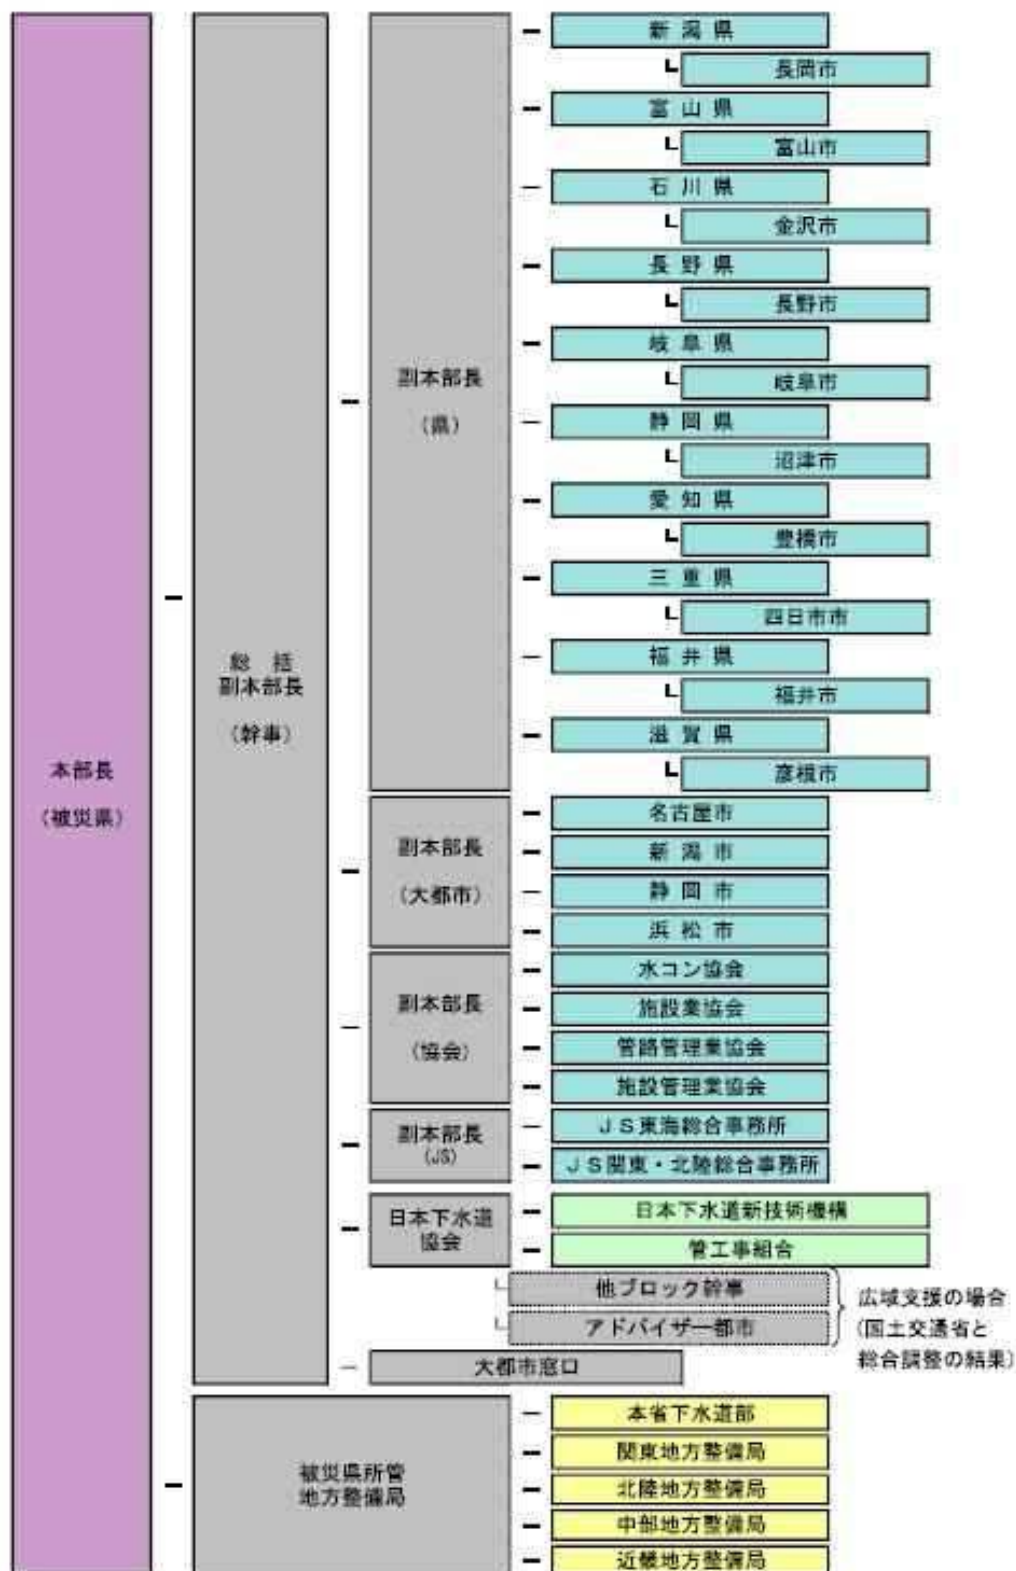 本部長
(被災県)
総 括
副本部長
(幹事)
副本部長
(県)
新 潟 県
長岡市
富 山 県
富山市
石 川 県
金沢市
長 野 県
長野市
岐 阜 県
岐阜市
静 岡 県
沼津市
愛 知 県
豊橋市
三 重 県
四日市市
福 井 県
福井市
滋 賀 県
彦根市
副本部長
(大都市)
名古屋市
新 潟 市
静 岡 市
浜 松 市
副本部長
(協会)
水コン協会
施設業協会
管路管理業協会
施設管理業協会
副本部長
(JS)
JS東海総合事務所
JS関東・北陸総合事務所
日本下水道
協会
日本下水道新技術機構
管工事組合
他ブロック幹事
アドバイザー都市
広域支援の場合
(国土交通省と
総合調整の結果)
大都市窓口
被災県所管
地方整備局
本省下水道部
関東地方整備局
北陸地方整備局
中部地方整備局
近畿地方整備局